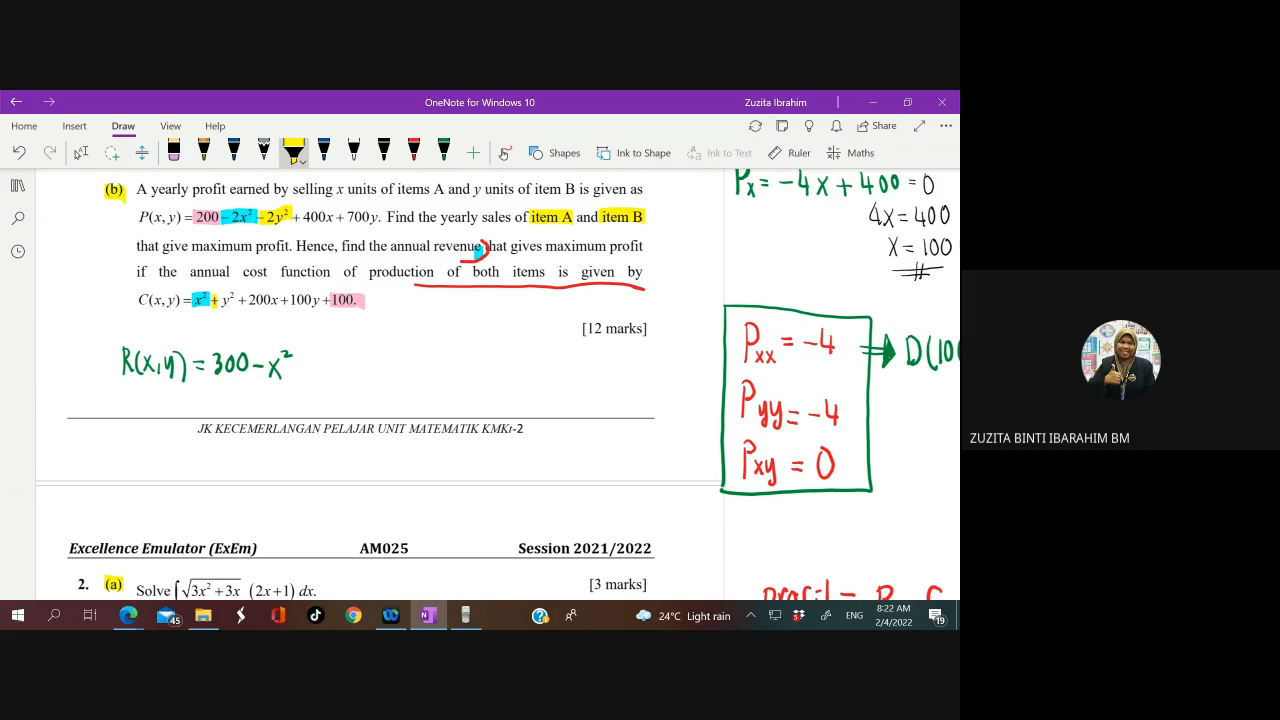 OneNote for Windows 10
Zuzita Ibrahim
Home Insert Draw View Help
Share
Shapes
Ink to Shape
Ink to Text
Ruler
Maths
(b) A yearly profit earned by selling x units of items A and y units of item B is given as
P(x, y) = 200 − 2x² − 2y² + 400x + 700y. Find the yearly sales of item A and item B
that give maximum profit. Hence, find the annual revenue that gives maximum profit
if the annual cost function of production of both items is given by
C(x, y) = x² + y² + 200x + 100y + 100.
[12 marks]
R(x,y) = 300 − x²
JK KECEMERLANGAN PELAJAR UNIT MATEMATIK KMKt-2
Excellence Emulator (ExEm) AM025 Session 2021/2022
2. (a) Solve ∫ √(3x² + 3x) (2x+1) dx. [3 marks]
Px = −4x + 400 = 0
4x = 400
x = 100
Pxx = −4
Pyy = −4
Pxy = 0
D(100
profit =
ZUZITA BINTI IBARAHIM BM
45
24°C Light rain
ENG
8:22 AM
2/4/2022
19